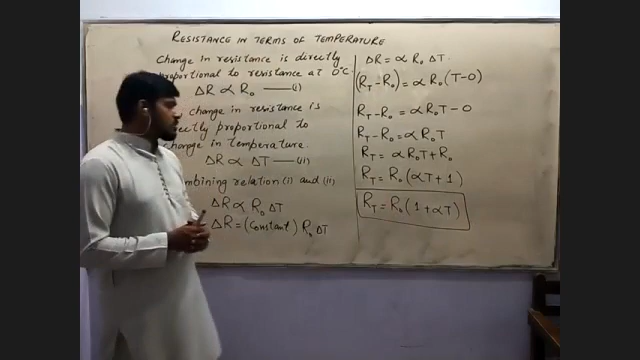 RESISTANCE IN TERMS OF TEMPERATURE
Change In resistance is directly
proportional to resistance at 0°C.
ΔR ∝ R₀ —(i)
change in resistance is
directly proportional to
change in temperature.
ΔR ∝ ΔT —(ii)
combining relation (i) and (ii)
ΔR ∝ R₀ ΔT
ΔR = (Constant) R₀ ΔT
ΔR = ∝ R₀ ΔT.
(R_T - R₀) = ∝ R₀ (T-0)
R_T - R₀ = ∝ R₀T - 0
R_T - R₀ = ∝ R₀T
R_T = ∝ R₀T + R₀
R_T = R₀ (∝T + 1)
R_T = R₀ (1 + ∝T)